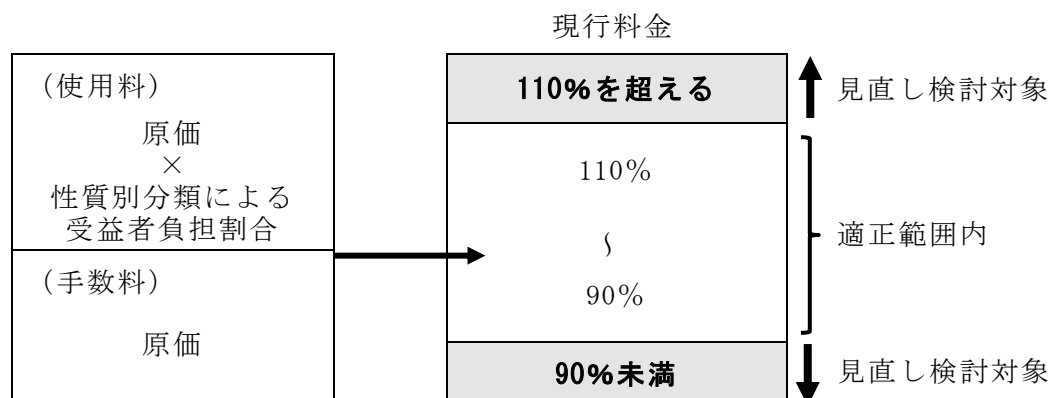 現行料金
(使用料)
原価
×
性質別分類による
受益者負担割合
(手数料)
原価
110%を超える
110%
~
90%
90%未満
見直し検討対象
適正範囲内
見直し検討対象